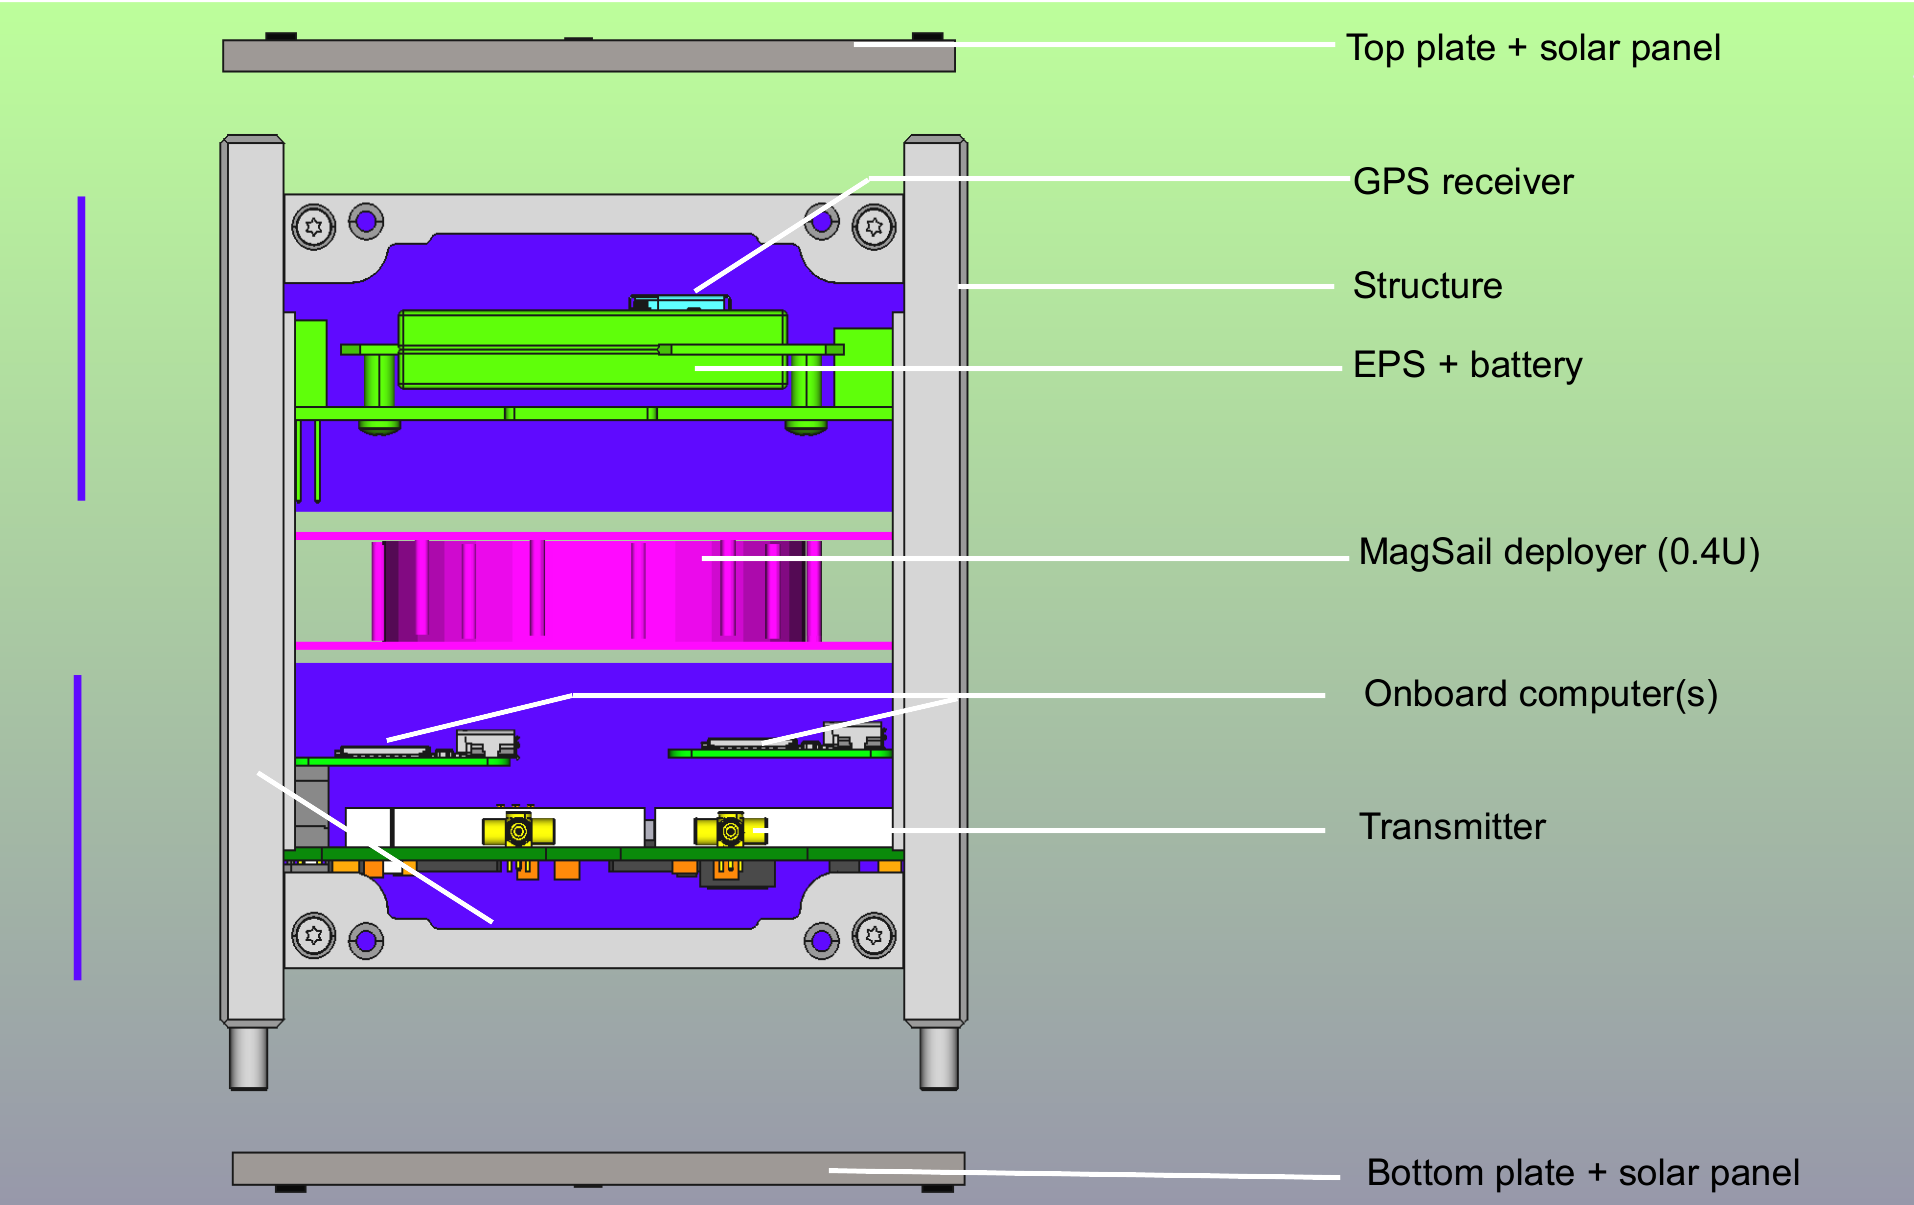 Top plate + solar panel
GPS receiver
Structure
EPS + battery
MagSail deployer (0.4U)
Onboard computer(s)
Transmitter
Bottom plate + solar panel